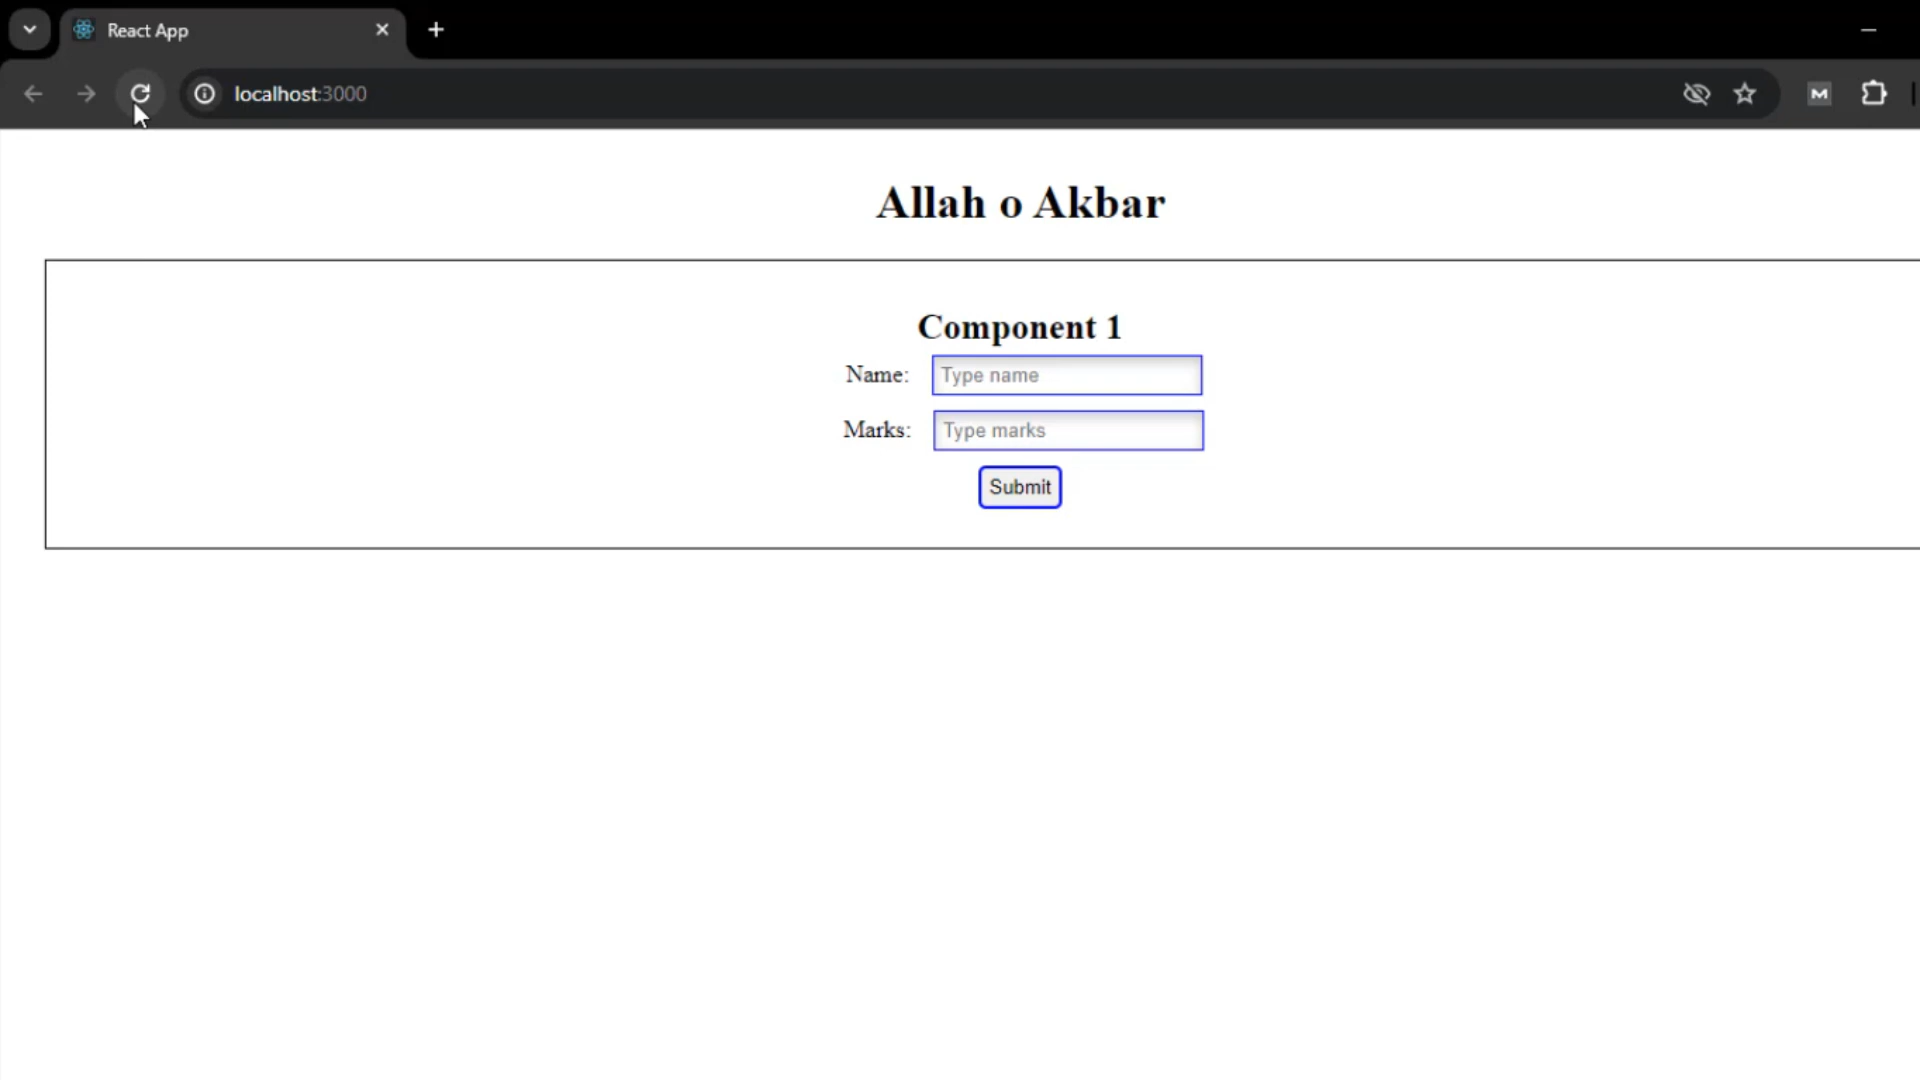 React App
localhost:3000
Allah o Akbar
Component 1
Name: Type name
Marks: Type marks
Submit